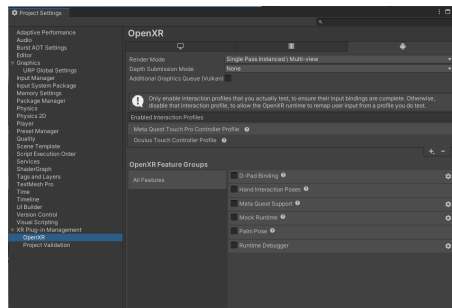 Project Settings
Adaptive Performance
Audio
Burst AOT Settings
Editor
Graphics
URP Global Settings
Input Manager
Input System Package
Memory Settings
Package Manager
Physics
Physics 2D
Player
Preset Manager
Quality
Scene Template
Script Execution Order
Services
ShaderGraph
Tags and Layers
TextMesh Pro
Time
Timeline
UI Builder
Version Control
Visual Scripting
XR Plug-in Management
OpenXR
Project Validation
OpenXR
Render Mode Single Pass Instanced \ Multi-view
Depth Submission Mode None
Additional Graphics Queue (Vulkan)
Only enable interaction profiles that you actually test, to ensure their input bindings are complete. Otherwise,
disable that interaction profile, to allow the OpenXR runtime to remap user input from a profile you do test.
Enabled Interaction Profiles
Meta Quest Touch Pro Controller Profile
Oculus Touch Controller Profile
OpenXR Feature Groups
All Features
D-Pad Binding
Hand Interaction Poses
Meta Quest Support
Mock Runtime
Palm Pose
Runtime Debugger